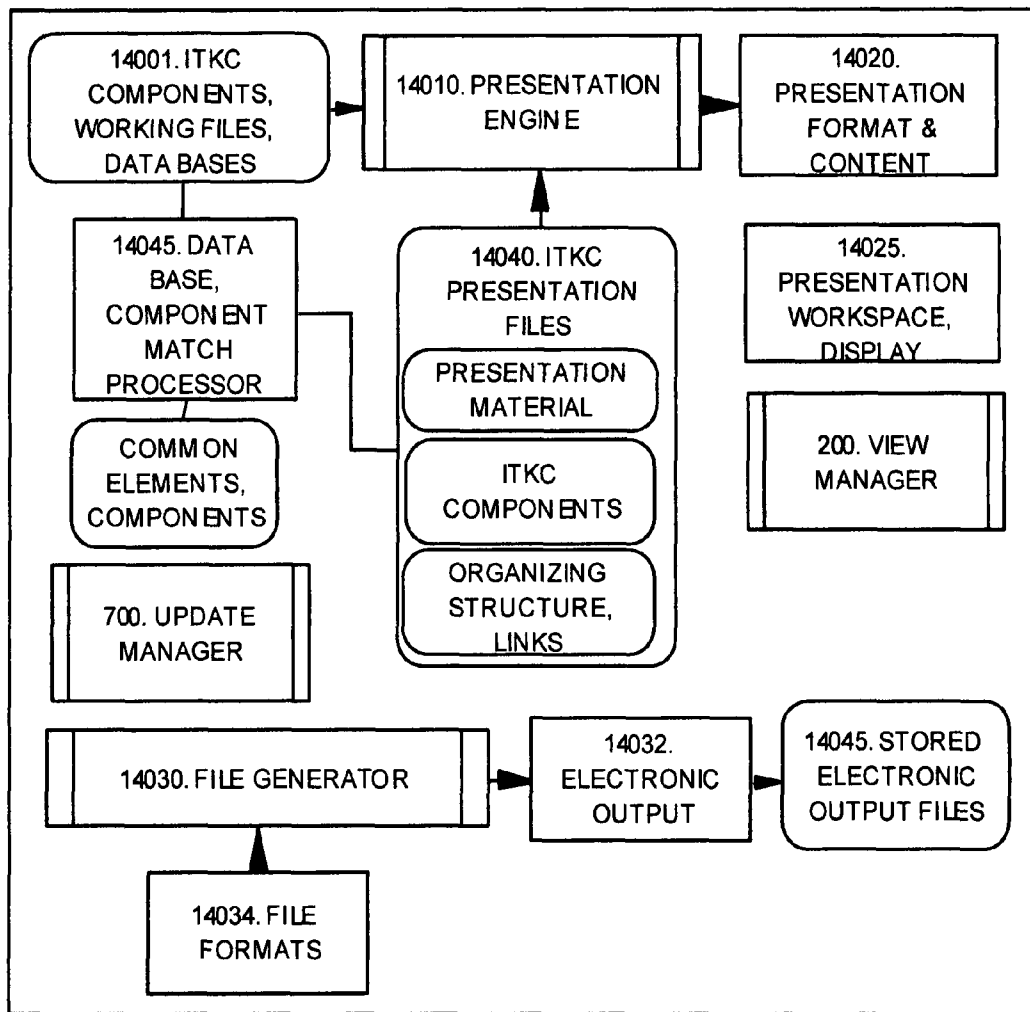 14001. ITKC
COMPONENTS,
WORKING FILES,
DATA BASES
14010. PRESENTATION
ENGINE
14020.
PRESENTATION
FORMAT &
CONTENT
14045. DATA
BASE,
COMPONENT
MATCH
PROCESSOR
14040. ITKC
PRESENTATION
FILES
14025.
PRESENTATION
WORKSPACE,
DISPLAY
PRESENTATION
MATERIAL
COMMON
ELEMENTS,
COMPONENTS
ITKC
COMPONENTS
200. VIEW
MANAGER
ORGANIZING
STRUCTURE,
LINKS
700. UPDATE
MANAGER
14030. FILE GENERATOR
14032.
ELECTRONIC
OUTPUT
14045. STORED
ELECTRONIC
OUTPUT FILES
14034. FILE
FORMATS